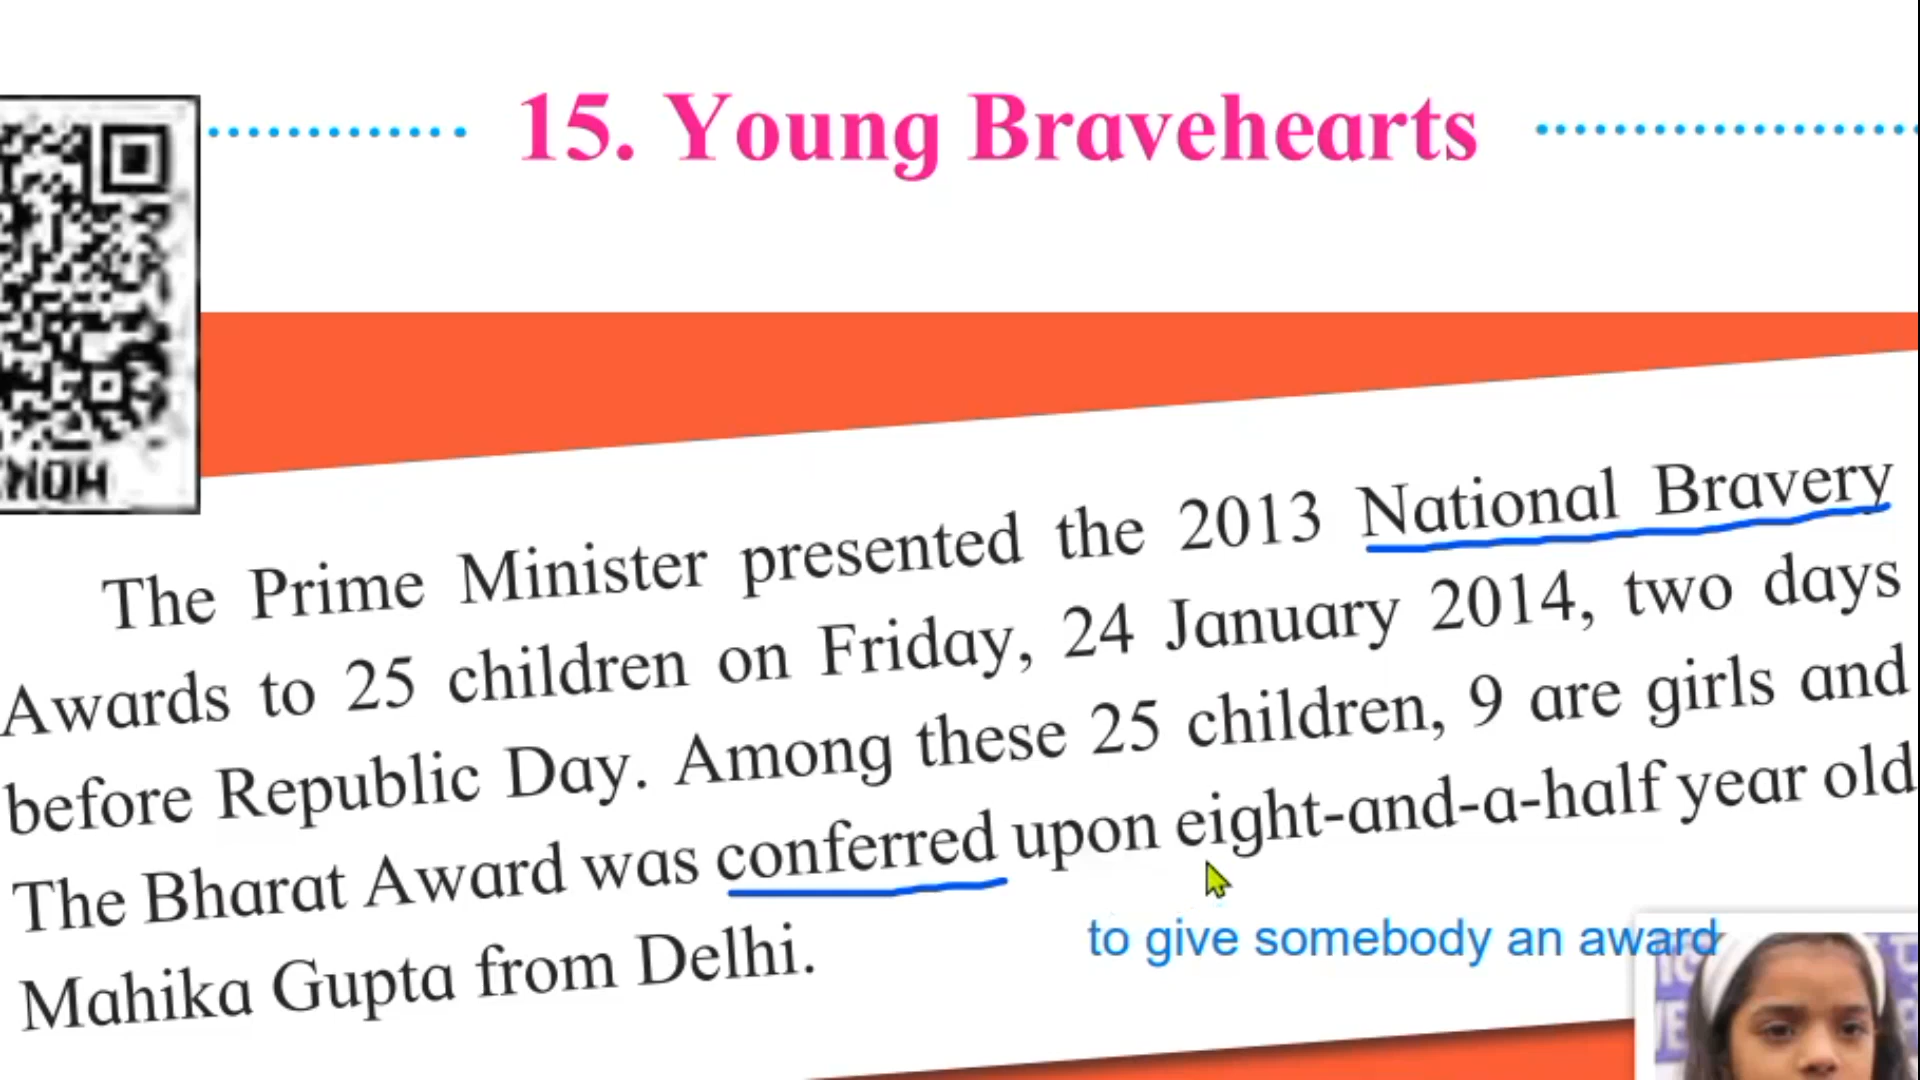 15. Young Bravehearts
The Prime Minister presented the 2013 National Bravery
Awards to 25 children on Friday, 24 January 2014, two days
before Republic Day. Among these 25 children, 9 are girls and
The Bharat Award was conferred upon eight-and-a-half year old
to give somebody an award
Mahika Gupta from Delhi.